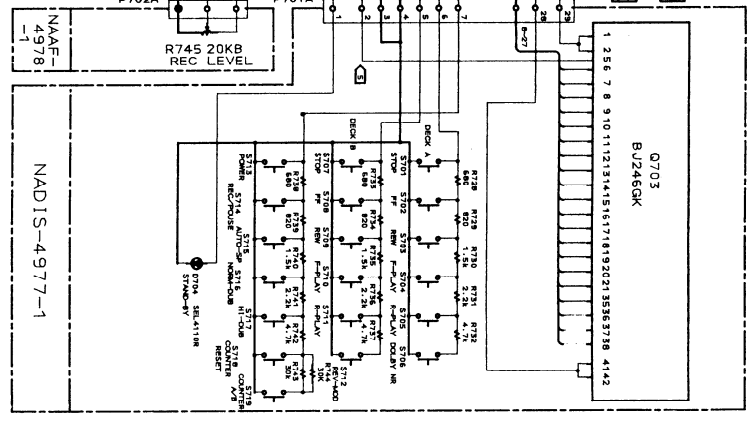 P702A
P701A
NAAF-
4978
-1
R745 20KB
REC LEVEL
1
2
3
4
5
6
7
28
29
8-27
5
NADIS-4977-1
Q703
BJ246GK
1
2
5
6
7
8
9
10
11
12
13
14
15
16
17
18
19
20
21
35
36
37
38
41
42
DECK A
S701
STOP
S702
FF
S703
REW
S704
F-PLAY
S705
R-PLAY
S706
DOLBY NR
R728
680
R729
820
R730
1.5k
R731
2.2k
R732
4.7k
DECK B
S707
STOP
S708
FF
S709
REW
S710
F-PLAY
S711
R-PLAY
S712
REV-MOD
R733
680
R734
820
R735
1.5k
R736
2.2k
R737
4.7k
R744
30K
S713
POWER
S714
REC/POUSE
S715
AUTO-SP
S716
NORM-DUB
S717
HI-DUB
S718
COUNTER
RESET
S719
COUNTER
A/B
R738
680
R739
820
R740
1.5k
R741
2.2k
R742
4.7k
R743
30k
D704 SEL4110R
STAND-BY